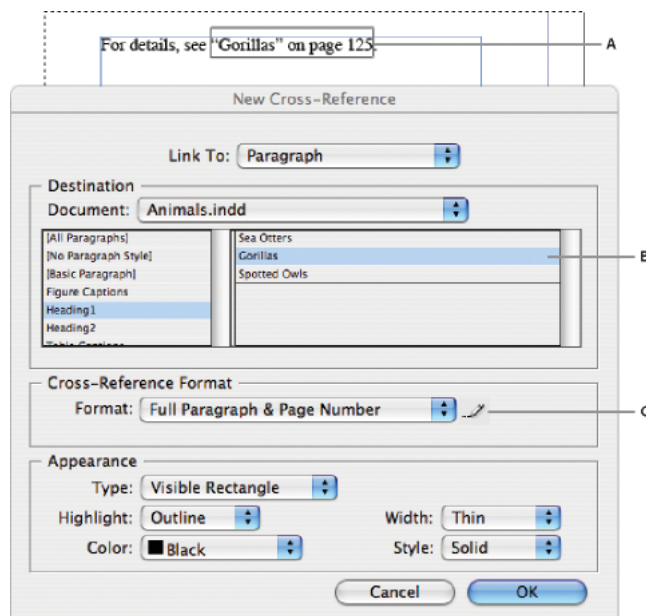 For details, see “Gorillas” on page 125.
A
New Cross-Reference
Link To: Paragraph
Destination
Document: Animals.indd
[All Paragraphs]
[No Paragraph Style]
[Basic Paragraph]
Figure Captions
Heading1
Heading2
Table Captions
Sea Otters
Gorillas
Spotted Owls
B
Cross-Reference Format
Format: Full Paragraph & Page Number
C
Appearance
Type: Visible Rectangle
Highlight: Outline
Width: Thin
Color: Black
Style: Solid
Cancel
OK